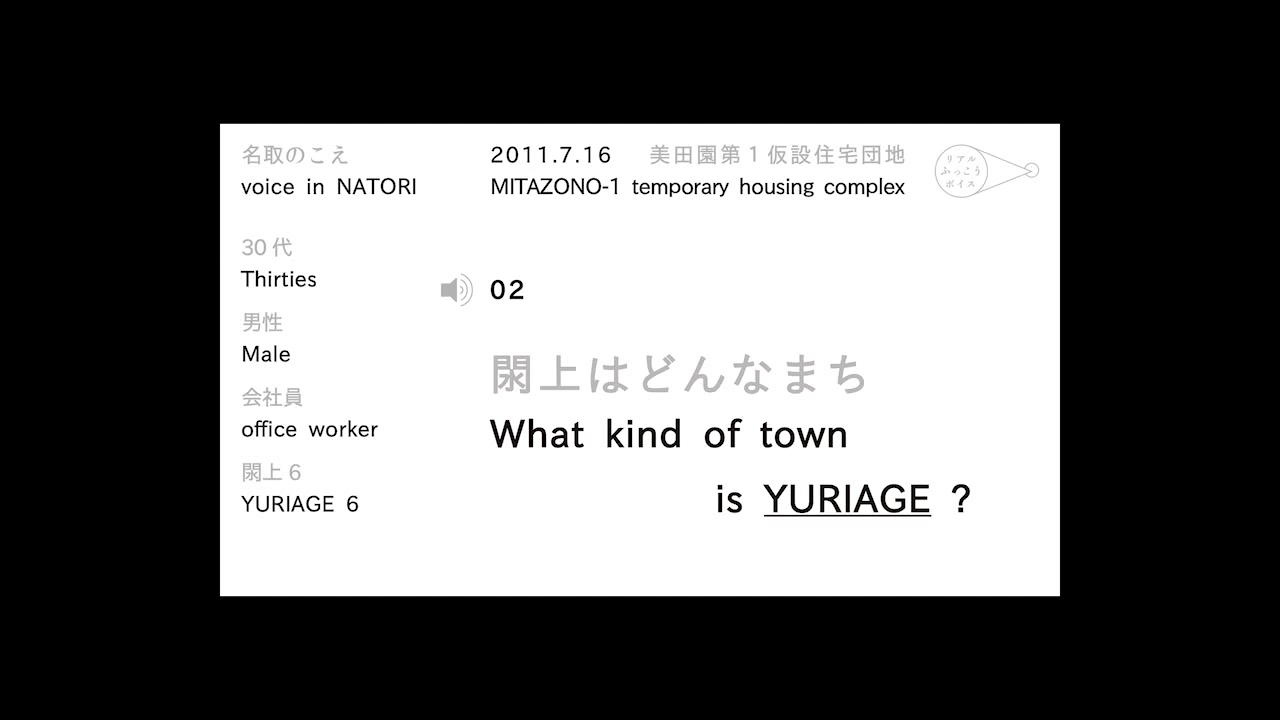 名取のこえ
voice in NATORI
2011.7.16 美田園第1仮設住宅団地
MITAZONO-1 temporary housing complex
リアル
ふっこう
ボイス
30代
Thirties
男性
Male
会社員
office worker
閖上6
YURIAGE 6
02
閖上はどんなまち
What kind of town
is YURIAGE ?